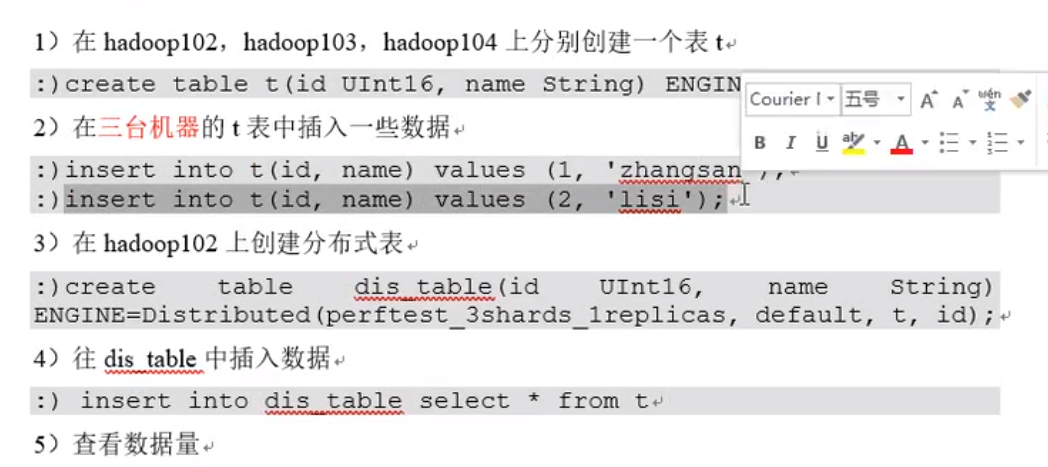 1）在 hadoop102，hadoop103，hadoop104 上分别创建一个表 t
:)create table t(id UInt16, name String) ENGIN
Courier 五号 A A wén 文
2）在三台机器的 t 表中插入一些数据
B I U ab A
:)insert into t(id, name) values (1, 'zhangsan');
:)insert into t(id, name) values (2, 'lisi');
3）在 hadoop102 上创建分布式表
:)create table dis_table(id UInt16, name String)
ENGINE=Distributed(perftest_3shards_1replicas, default, t, id);
4）往 dis_table 中插入数据
:) insert into dis_table select * from t
5）查看数据量